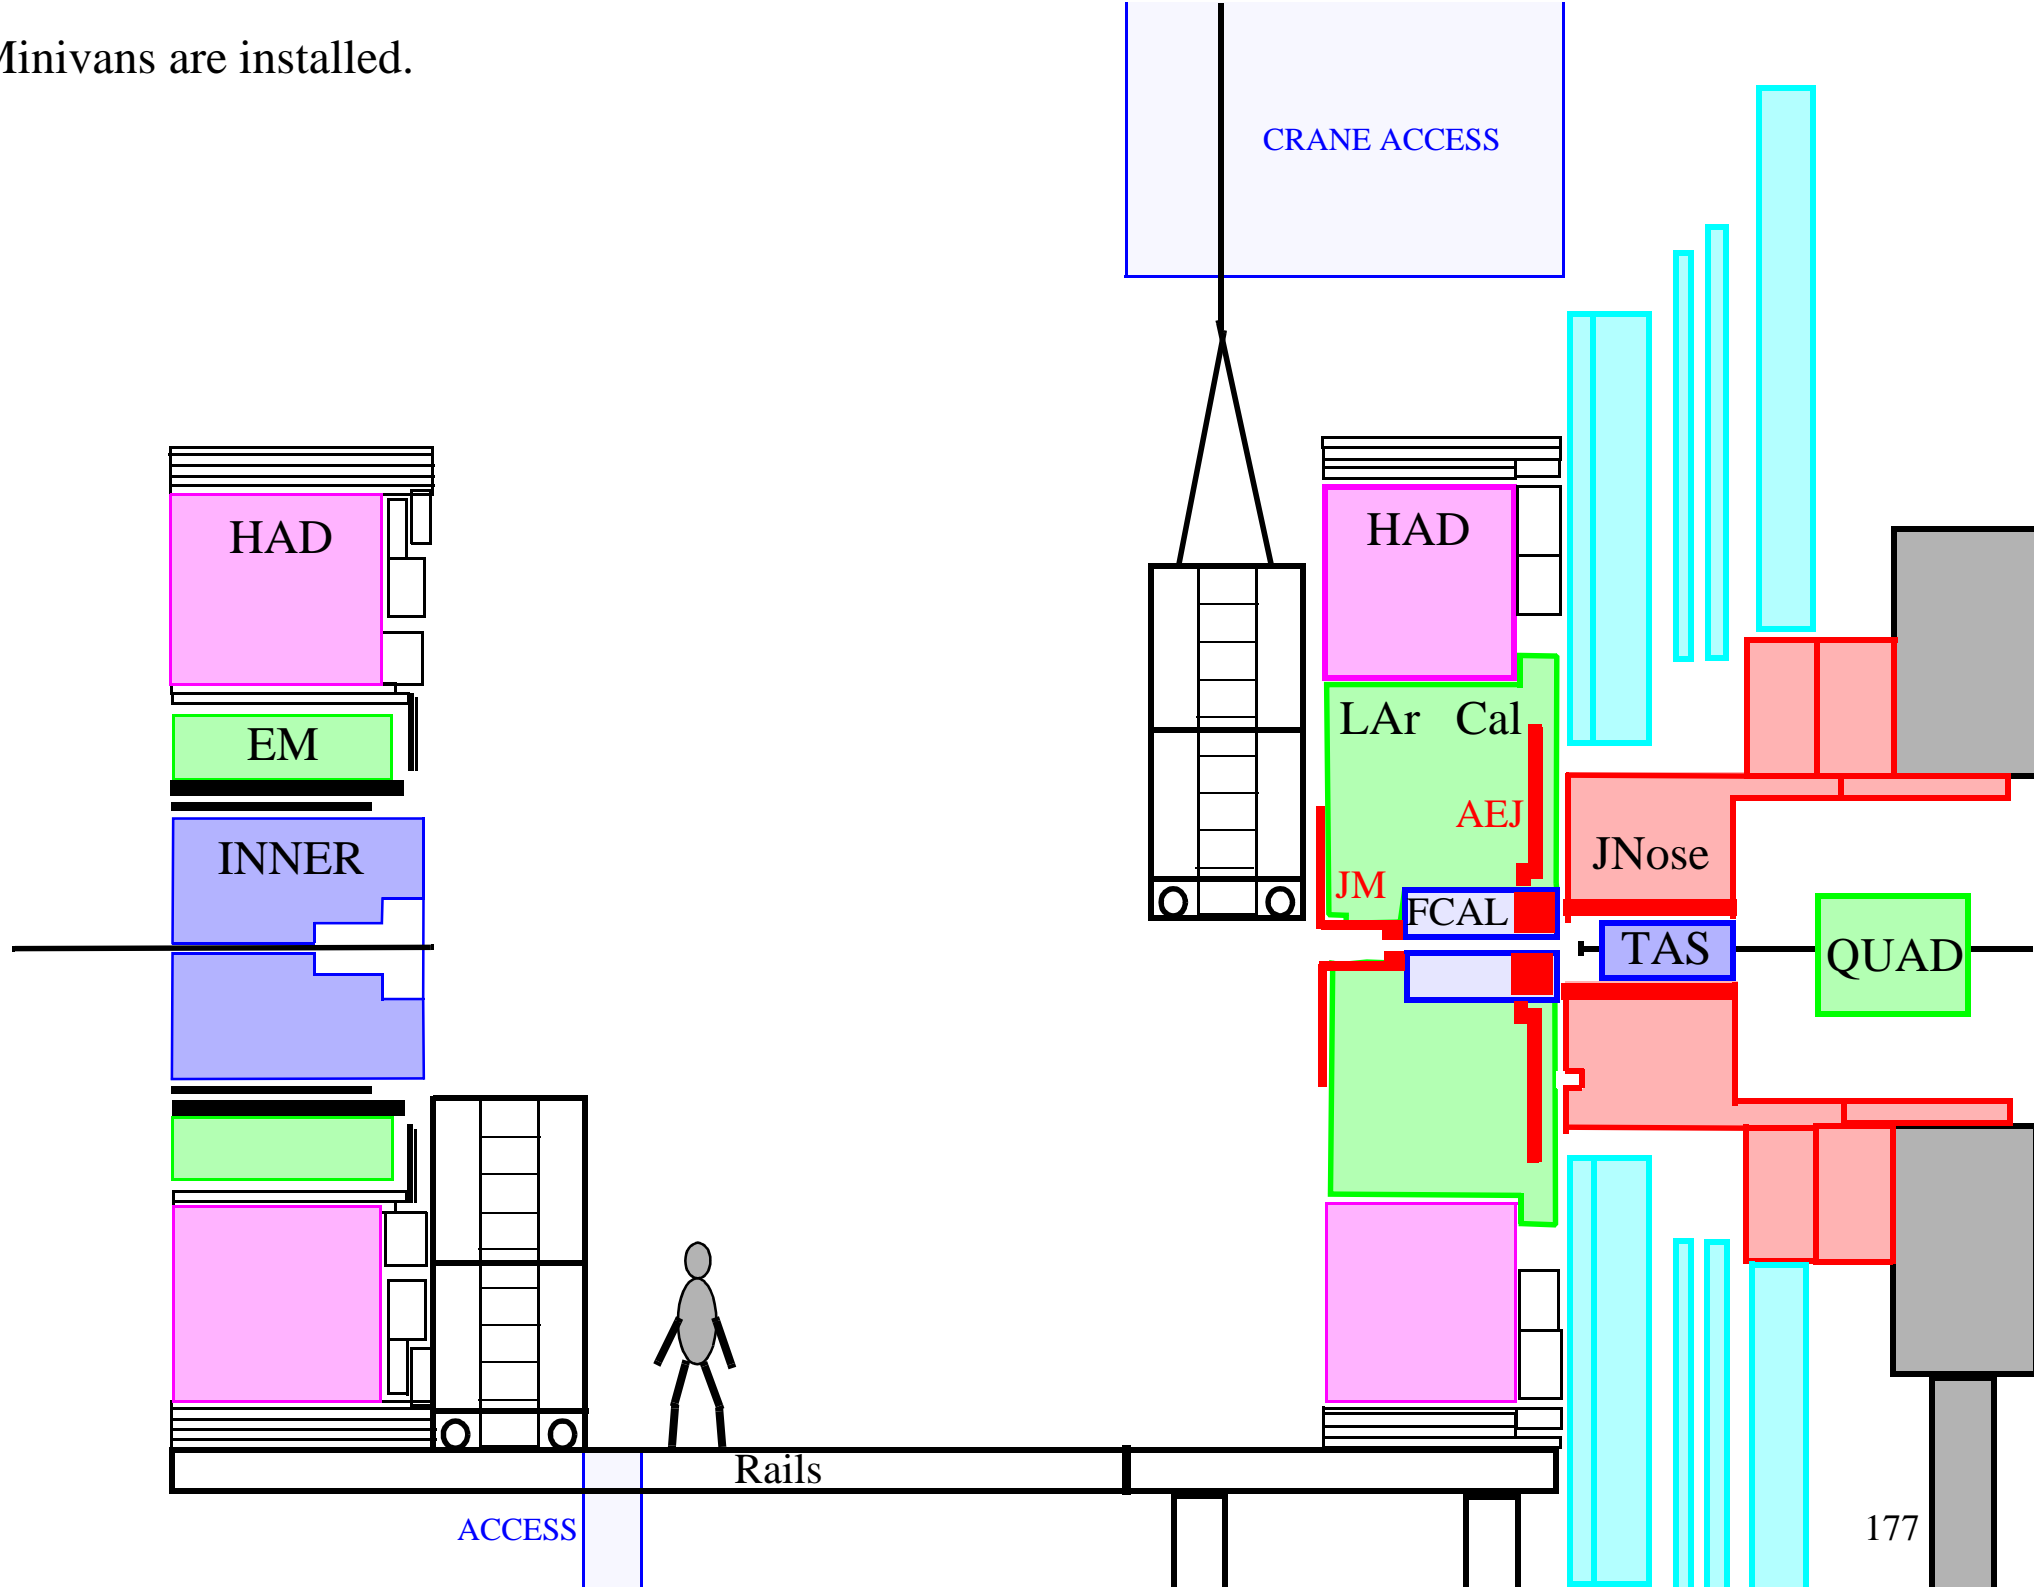 Minivans are installed.
CRANE ACCESS
HAD
HAD
EM
LAr Cal
AEJ
JNose
INNER
JM
FCAL
TAS
QUAD
Rails
ACCESS
177